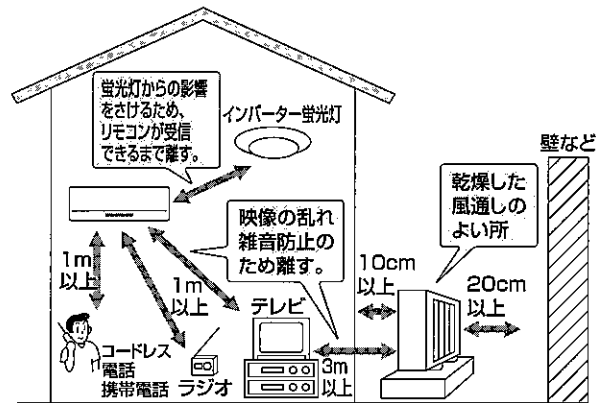 蛍光灯からの影響
をさけるため、
リモコンが受信
できるまで離す。
インバーター蛍光灯
壁など
乾燥した
風通しの
よい所
映像の乱れ
雑音防止の
ため離す。
1m
以上
1m
以上
10cm
以上
20cm
以上
テレビ
3m
以上
コードレス
電話
携帯電話
ラジオ